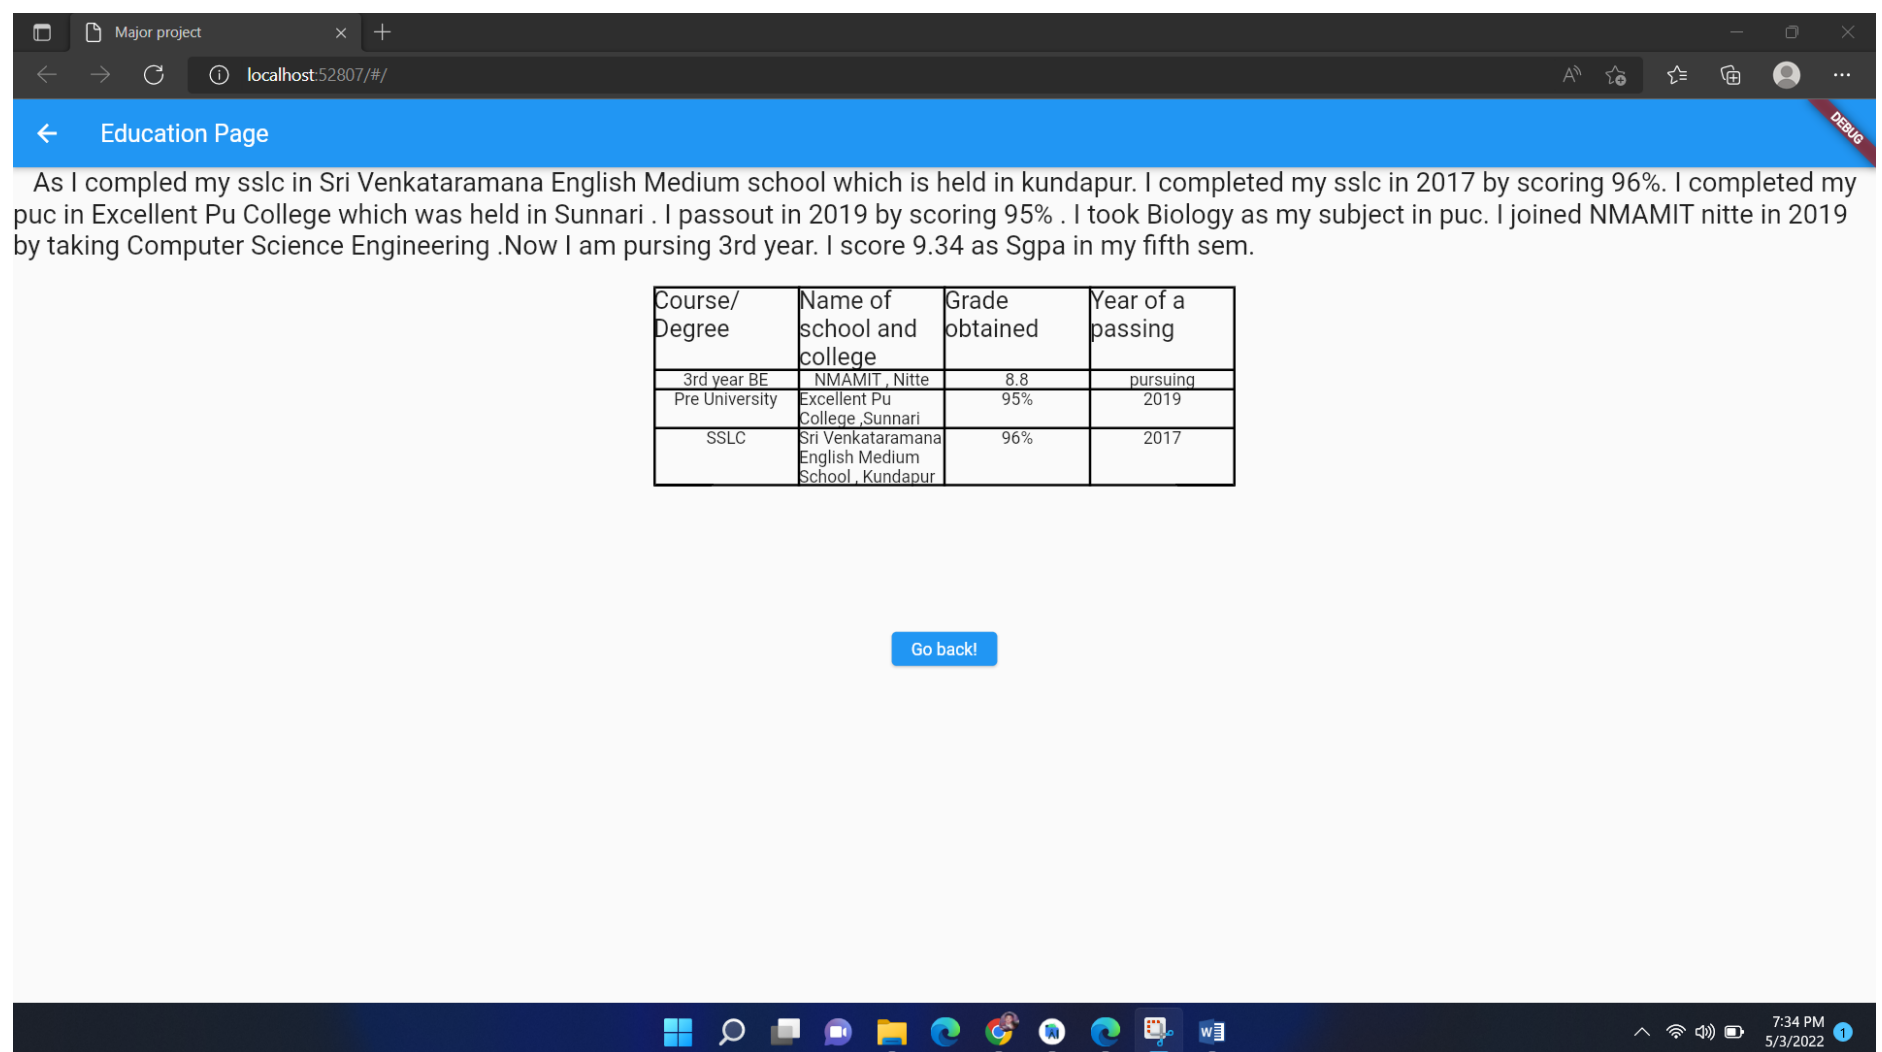 Major project
localhost:52807/#/
Education Page
DEBUG
As I compled my sslc in Sri Venkataramana English Medium school which is held in kundapur. I completed my sslc in 2017 by scoring 96%. I completed my
puc in Excellent Pu College which was held in Sunnari . I passout in 2019 by scoring 95% . I took Biology as my subject in puc. I joined NMAMIT nitte in 2019
by taking Computer Science Engineering .Now I am pursing 3rd year. I score 9.34 as Sgpa in my fifth sem.
Course/ Name of Grade Year of a
Degree school and obtained passing
college
3rd year BE NMAMIT , Nitte 8.8 pursuing
Pre University Excellent Pu 95% 2019
College ,Sunnari
SSLC Sri Venkataramana 96% 2017
English Medium
School , Kundapur
Go back!
7:34 PM
5/3/2022
1